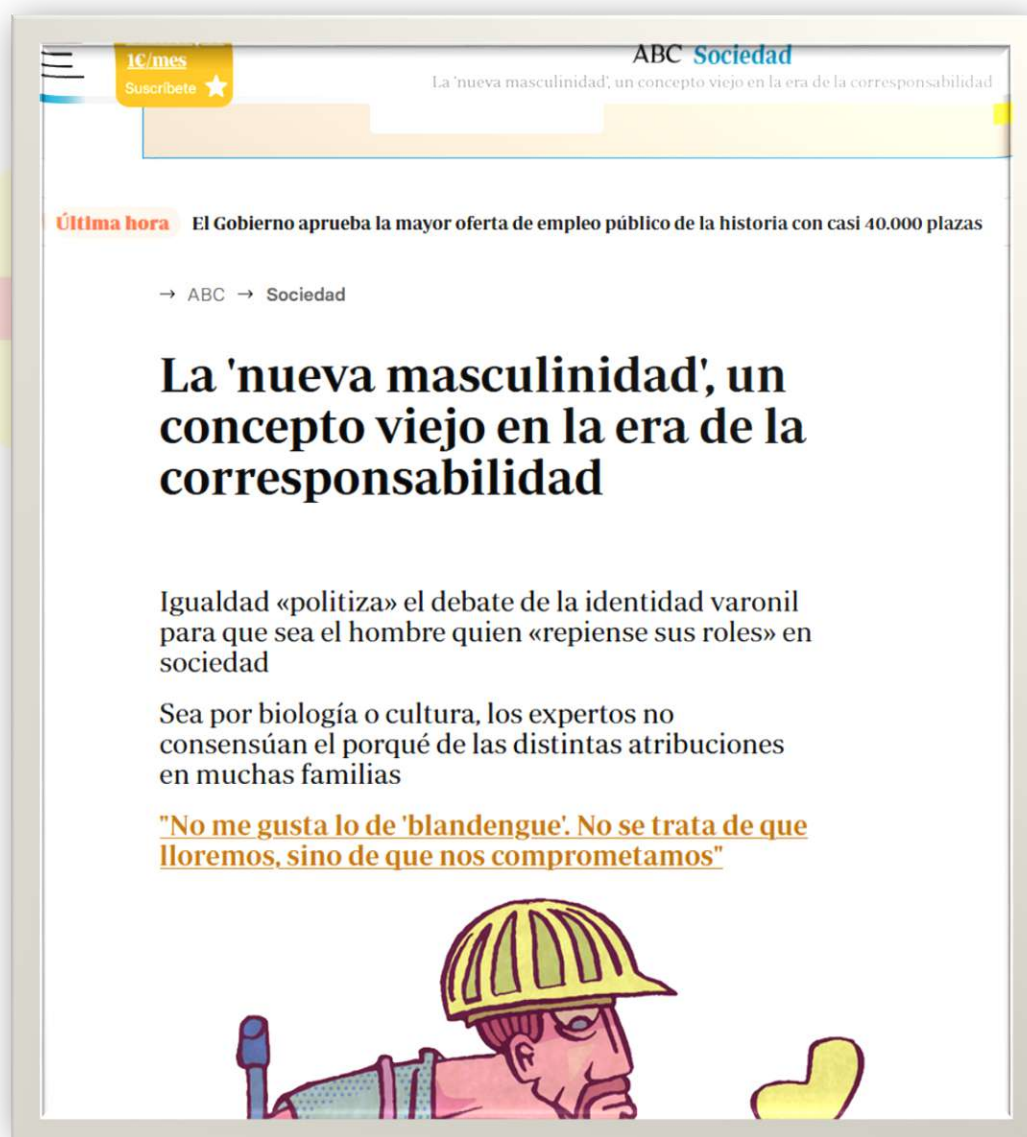 1€/mes
Suscríbete
ABC Sociedad
La 'nueva masculinidad', un concepto viejo en la era de la corresponsabilidad
Última hora El Gobierno aprueba la mayor oferta de empleo público de la historia con casi 40.000 plazas
→ ABC → Sociedad
La 'nueva masculinidad', un
concepto viejo en la era de la
corresponsabilidad
Igualdad «politiza» el debate de la identidad varonil
para que sea el hombre quien «repiense sus roles» en
sociedad
Sea por biología o cultura, los expertos no
consensúan el porqué de las distintas atribuciones
en muchas familias
"No me gusta lo de 'blandengue'. No se trata de que
lloremos, sino de que nos comprometamos"